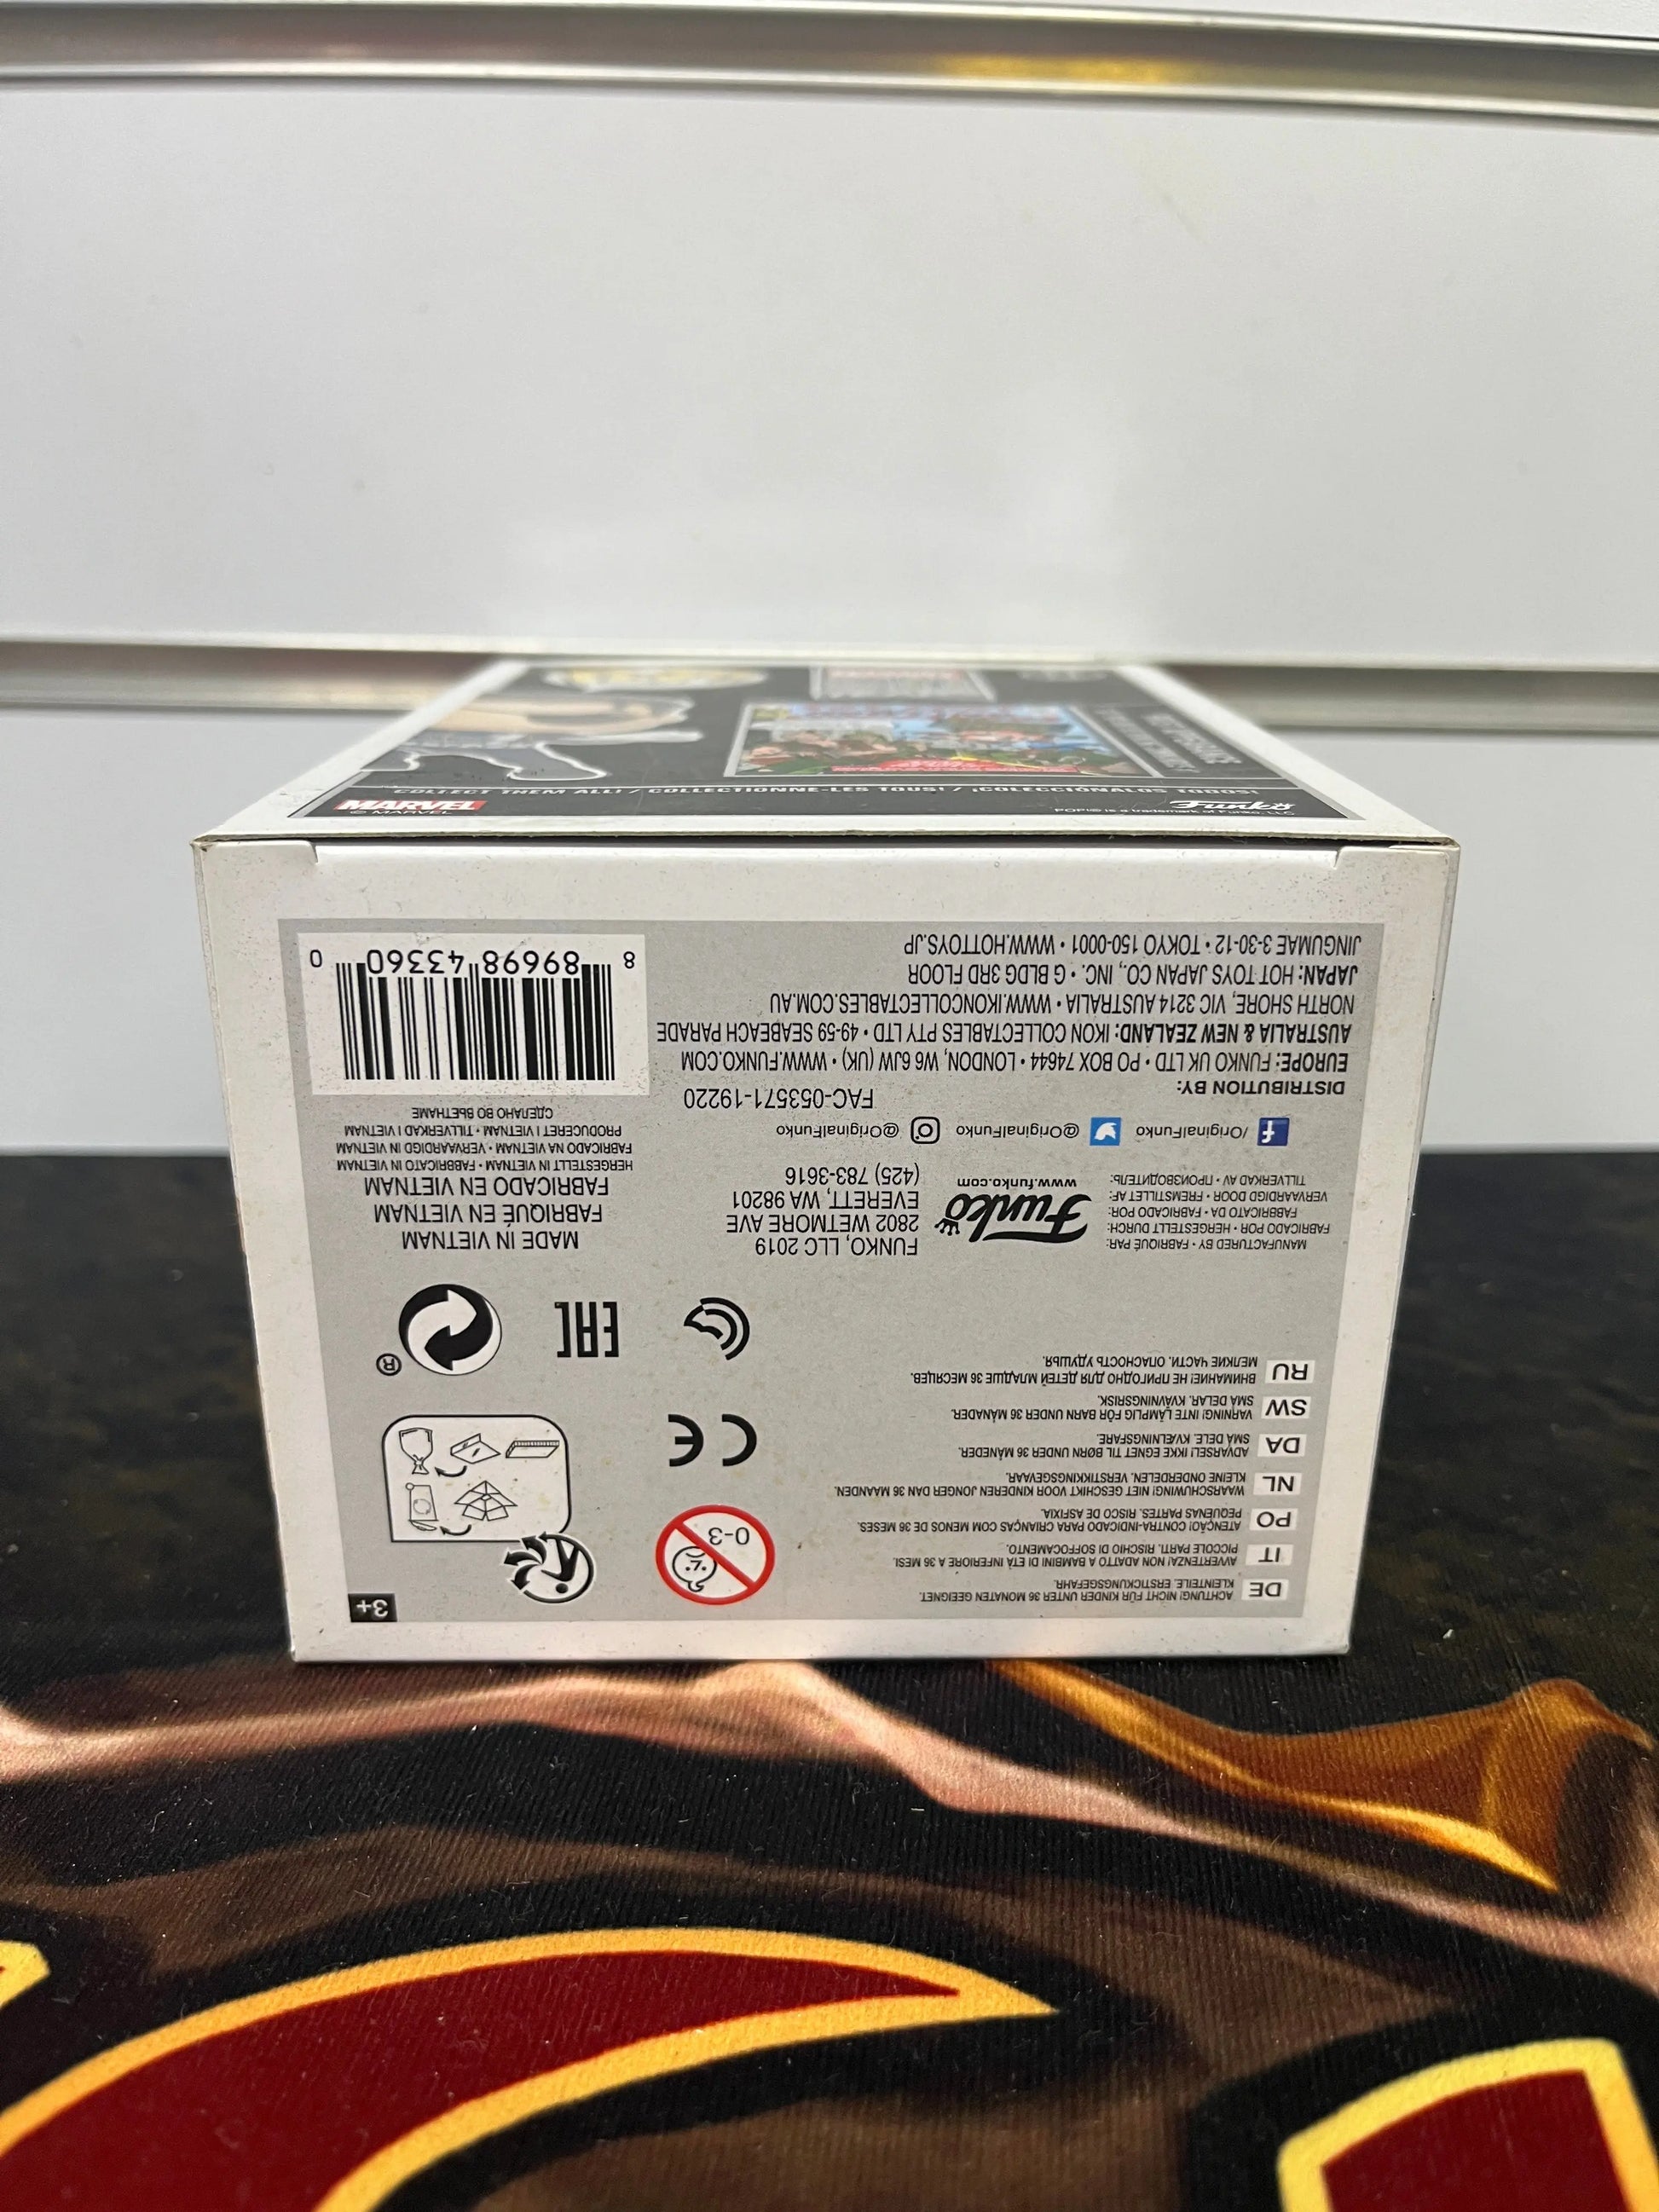 3+
DE
ACHTUNG! NICHT FÜR KINDER UNTER 36 MONATEN GEEIGNET.
KLEINTEILE. ERSTICKUNGSGEFAHR.
IT
AVVERTENZA! NON ADATTO A BAMBINI DI ETÀ INFERIORE A 36 MESI.
PICCOLE PARTI. RISCHIO DI SOFFOCAMENTO.
PO
ATENÇÃO! CONTRA-INDICADO PARA CRIANÇAS COM MENOS DE 36 MESES.
PEQUENAS PARTES. RISCO DE ASFIXIA.
NL
WAARSCHUWING! NIET GESCHIKT VOOR KINDEREN JONGER DAN 36 MAANDEN.
KLEINE ONDERDELEN. VERSTIKKINGSGEVAAR.
DA
ADVARSEL! IKKE EGNET TIL BØRN UNDER 36 MÅNEDER.
SMÅ DELE. KVÆLNINGSFARE.
SW
VARNING! INTE LÄMPLIG FÖR BARN UNDER 36 MÅNADER.
SMÅ DELAR. KVÄVNINGSRISK.
RU
ВНИМАНИЕ! НЕ ПРИГОДНО ДЛЯ ДЕТЕЙ МЛАДШЕ 36 МЕСЯЦЕВ.
МЕЛКИЕ ЧАСТИ. ОПАСНОСТЬ УДУШЬЯ.
0-3
CE
EAC
®
MANUFACTURED BY • FABRIQUÉ PAR:
FABRICADO POR • HERGESTELLT DURCH:
FABBRICATO DA • FABRICADO POR:
VERVAARDIGD DOOR • FREMSTILLET AF:
TILLVERKAD AV • ПРОИЗВОДИТЕЛЬ:
Funko
www.funko.com
FUNKO, LLC 2019
2802 WETMORE AVE
EVERETT, WA 98201
(425) 783-3616
MADE IN VIETNAM
FABRIQUÉ EN VIETNAM
FABRICADO EN VIETNAM
HERGESTELLT IN VIETNAM • FABBRICATO IN VIETNAM
FABRICADO NA VIETNAM • VERVAARDIGD IN VIETNAM
PRODUCERET I VIETNAM • TILLVERKAD I VIETNAM
СДЕЛАНО ВО ВЬЕТНАМЕ
/OriginalFunko
@OriginalFunko
@OriginalFunko
FAC-053571-19220
DISTRIBUTION BY:
EUROPE: FUNKO UK LTD • PO BOX 74644 • LONDON, W6 6JW (UK) • WWW.FUNKO.COM
AUSTRALIA & NEW ZEALAND: IKON COLLECTABLES PTY LTD • 49-59 SEABEACH PARADE
NORTH SHORE, VIC 3214 AUSTRALIA • WWW.IKONCOLLECTABLES.COM.AU
JAPAN: HOT TOYS JAPAN CO., INC. • G BLDG 3RD FLOOR
JINGUMAE 3-30-12 • TOKYO 150-0001 • WWW.HOTTOYS.JP
8 89698 43360 0
COLLECT THEM ALL! / COLLECTIONNE-LES TOUS! / ¡COLECCIÓNALOS TODOS!
MARVEL
© MARVEL
Funko
POP!® is a trademark of Funko, LLC